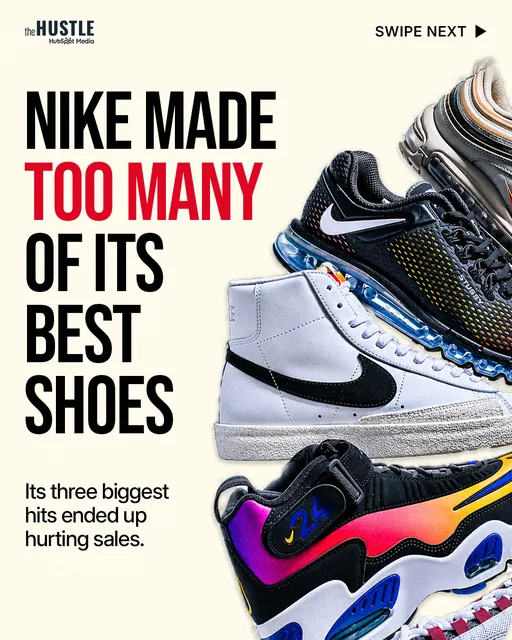 the HUSTLE
HubSpot Media
SWIPE NEXT ▶
NIKE MADE
TOO MANY
OF ITS
BEST
SHOES
Its three biggest
hits ended up
hurting sales.
24